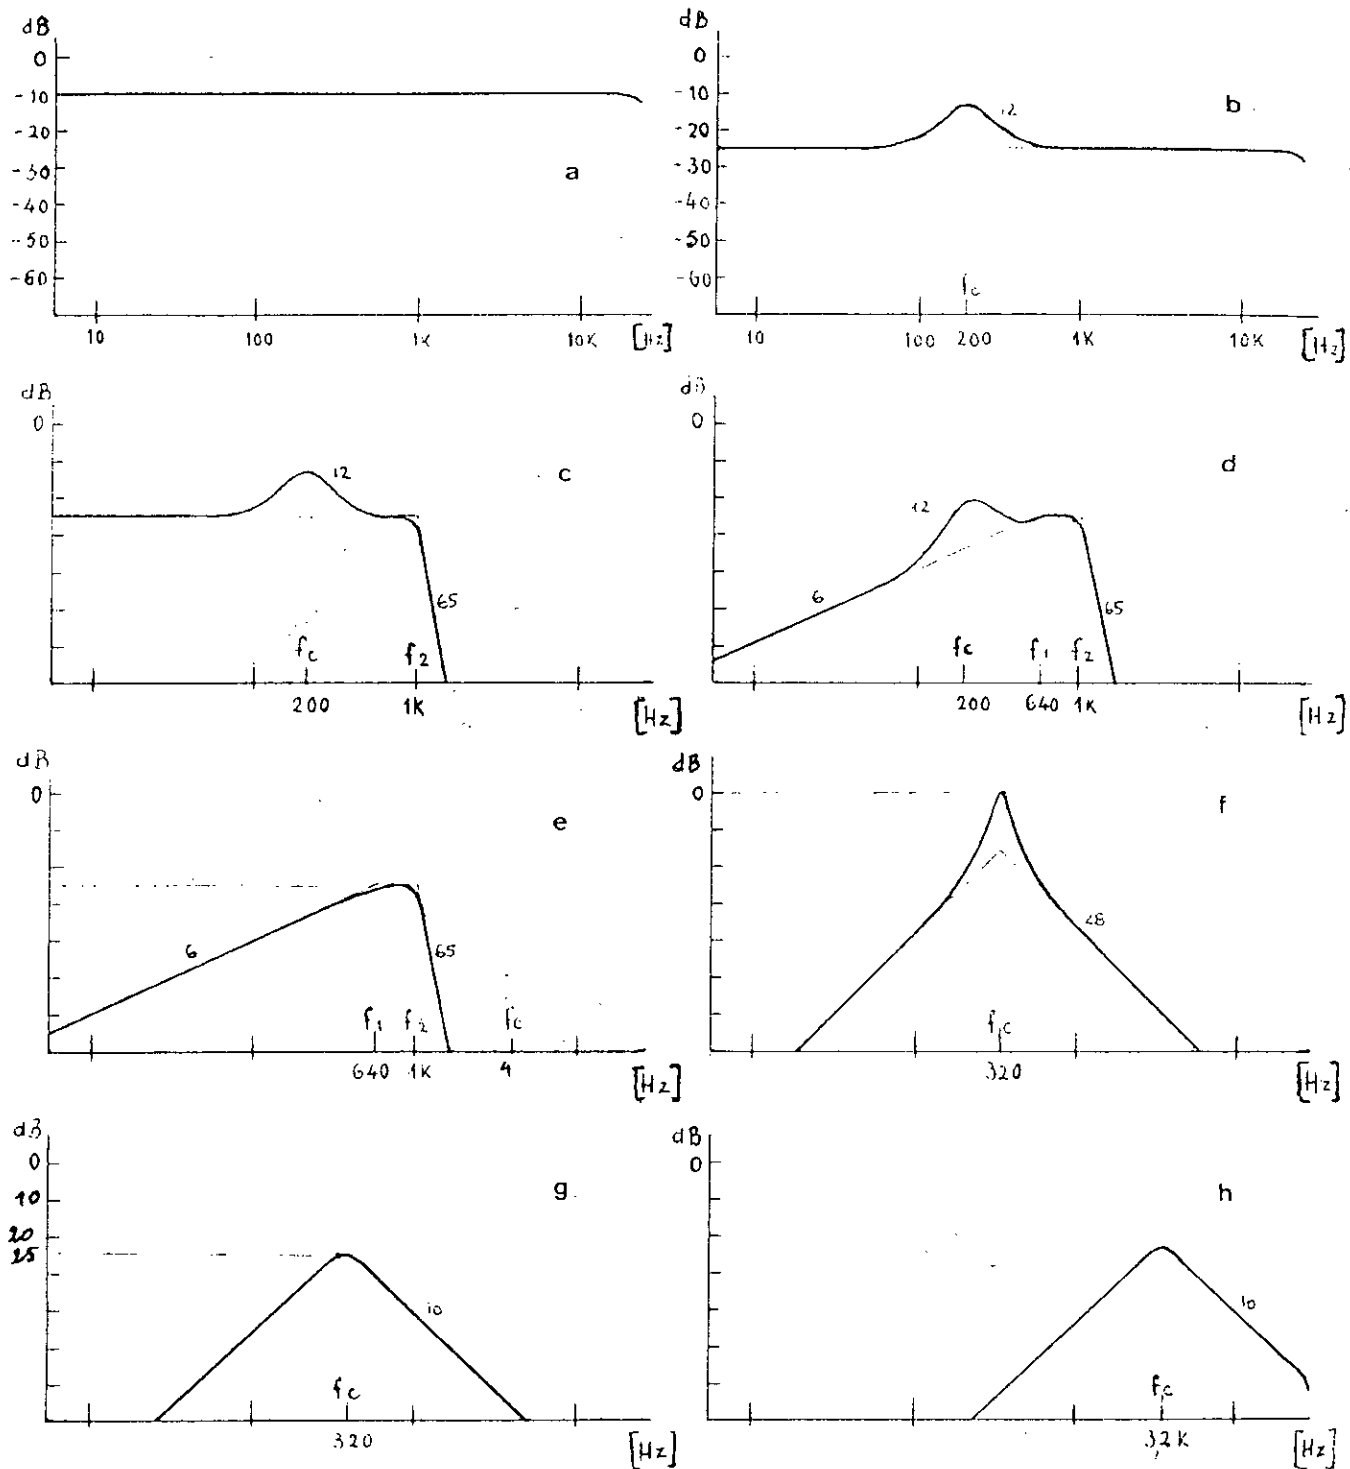 dB
0
-10
-20
-30
-40
-50
-60
a
10 100 1K 10K [Hz]
dB
0
-10
-20
-30
-40
-50
-60
12
b
fc
10 100 200 1K 10K [Hz]
dB
0
12
c
65
fc f2
200 1K [Hz]
dB
0
12
d
6
65
fc f1 f2
200 640 1K [Hz]
dB
0
e
6
65
f1 f2 fc
640 1K 4 [Hz]
dB
0
f
28
fc
320 [Hz]
dB
0
10
20
25
g
10
fc
320 [Hz]
dB
0
h
10
fc
3,2K [Hz]